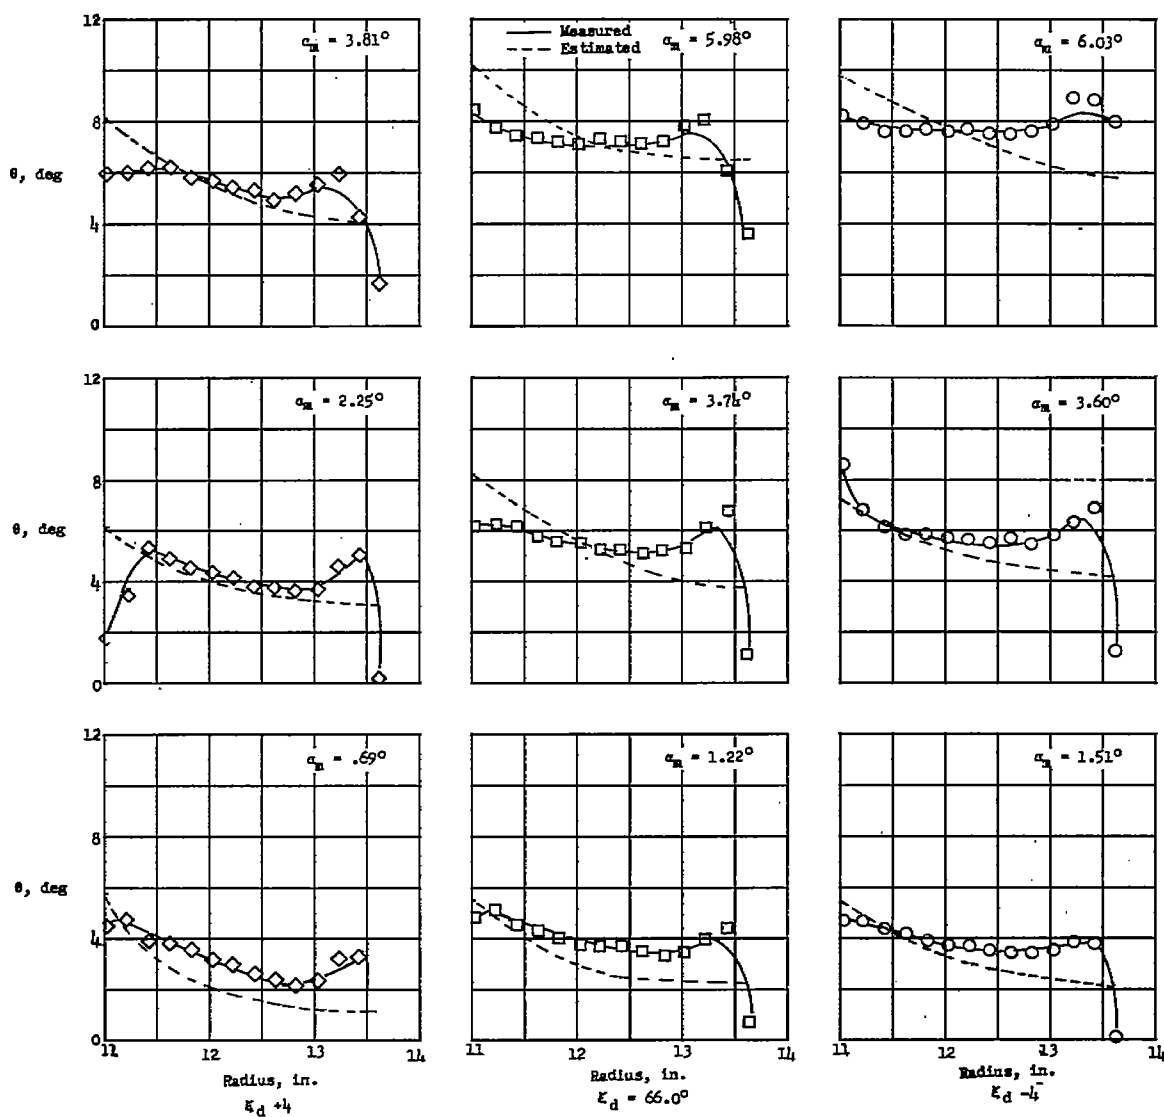 12
α_m = 3.81°
Measured
Estimated
α_m = 5.98°
α_m = 6.03°
8
θ, deg
4
0
12
α_m = 2.25°
α_m = 3.74°
α_m = 3.60°
8
θ, deg
4
0
12
α_m = .69°
α_m = 1.22°
α_m = 1.51°
8
θ, deg
4
0
11 12 13 14
11 12 13 14
11 12 13 14
Radius, in.
Radius, in.
Radius, in.
ξ_d +4
ξ_d = 66.0°
ξ_d -4